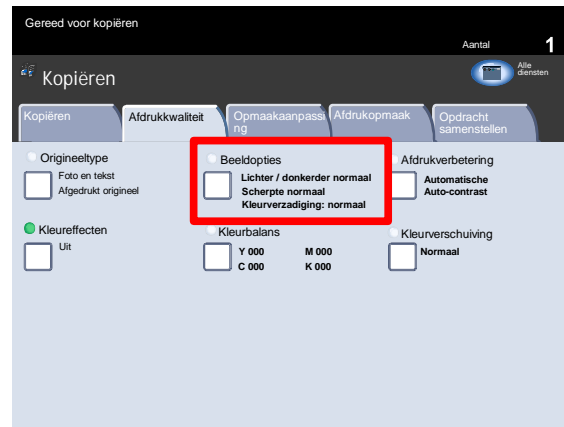 Gereed voor kopiëren
Aantal 1
Kopiëren
Alle
diensten
Kopiëren
Afdrukkwaliteit
Opmaakaanpassi
ng
Afdrukopmaak
Opdracht
samenstellen
Origineeltype
Foto en tekst
Afgedrukt origineel
Beeldopties
Lichter / donkerder normaal
Scherpte normaal
Kleurverzadiging: normaal
Afdrukverbetering
Automatische
Auto-contrast
Kleureffecten
Uit
Kleurbalans
Y 000 M 000
C 000 K 000
Kleurverschuiving
Normaal